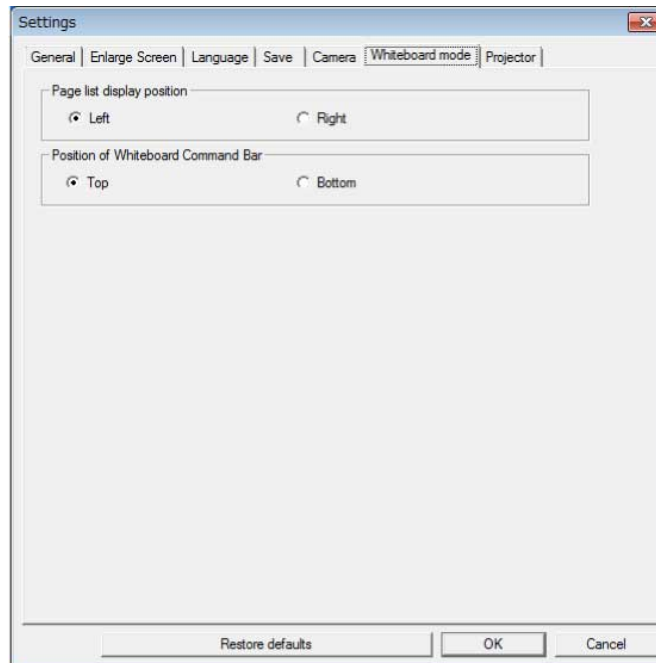 Settings
General Enlarge Screen Language Save Camera Whiteboard mode Projector
Page list display position
Left Right
Position of Whiteboard Command Bar
Top Bottom
Restore defaults OK Cancel